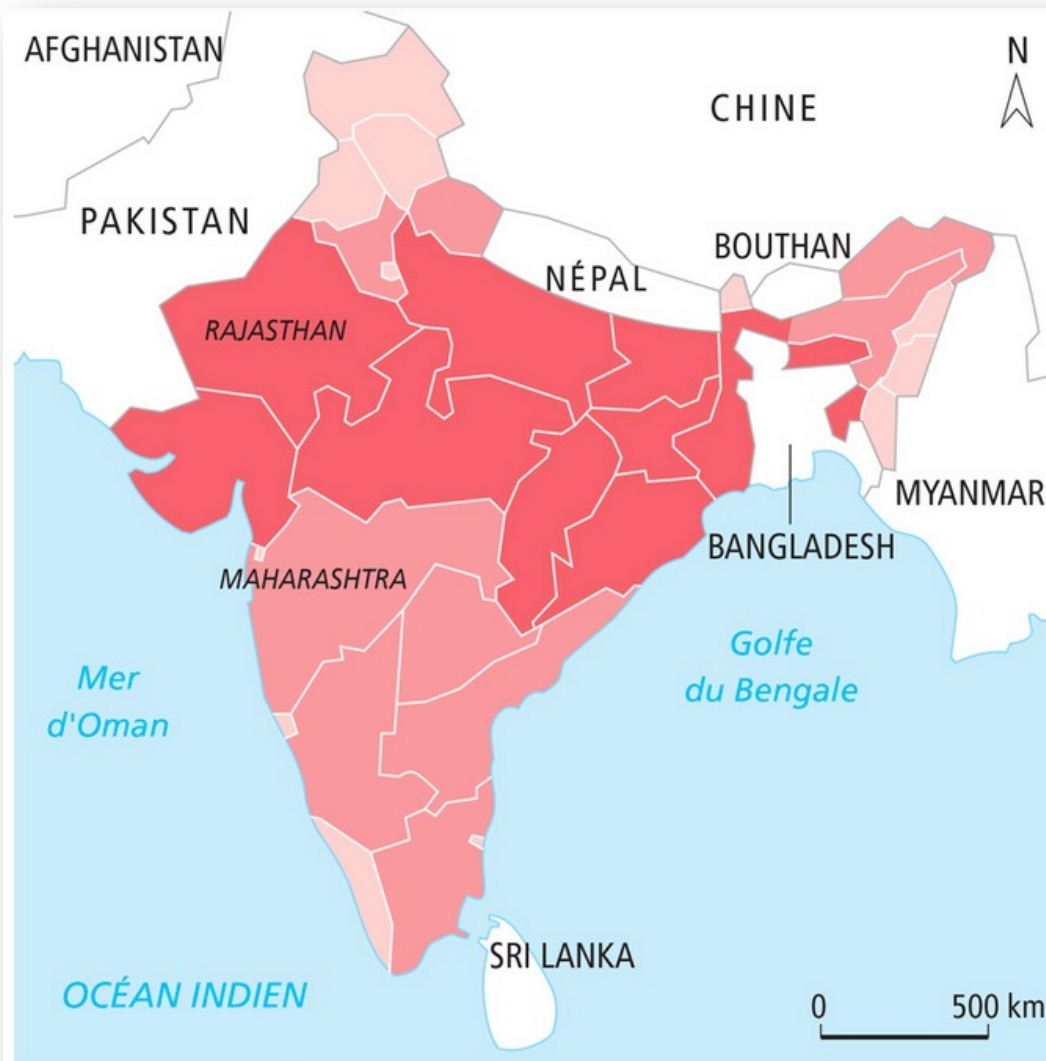 AFGHANISTAN
N
CHINE
PAKISTAN
BOUTHAN
NÉPAL
RAJASTHAN
MYANMAR
BANGLADESH
MAHARASHTRA
Mer
d'Oman
Golfe
du Bengale
SRI LANKA
OCÉAN INDIEN
0 500 km